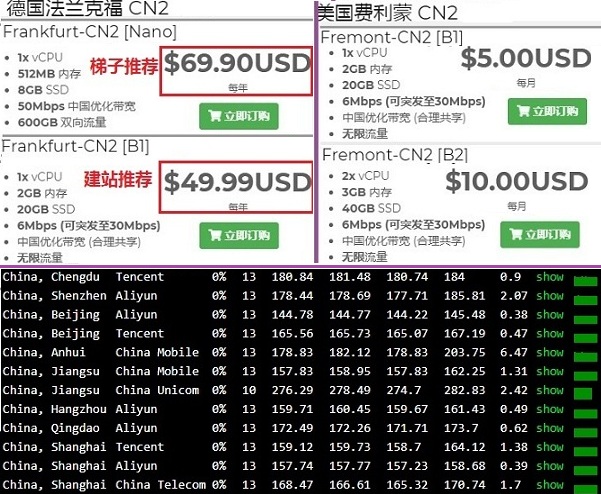 德国法兰克福 CN2
Frankfurt-CN2 [Nano]
1x vCPU
512MB 内存
8GB SSD
50Mbps 中国优化带宽
600GB 双向流量
梯子推荐
$69.90USD
每年
立即订购
Frankfurt-CN2 [B1]
1x vCPU
2GB 内存
20GB SSD
6Mbps (可突发至30Mbps)
中国优化带宽 (合理共享)
无限流量
建站推荐
$49.99USD
每年
立即订购
美国费利蒙 CN2
Fremont-CN2 [B1]
1x vCPU
2GB 内存
20GB SSD
6Mbps (可突发至30Mbps)
中国优化带宽 (合理共享)
无限流量
$5.00USD
每月
立即订购
Fremont-CN2 [B2]
2x vCPU
3GB 内存
40GB SSD
6Mbps (可突发至30Mbps)
中国优化带宽 (合理共享)
无限流量
$10.00USD
每月
立即订购
China, Chengdu Tencent 0% 13 180.84 181.48 180.74 184 0.9 show
China, Shenzhen Aliyun 0% 13 178.44 178.69 177.71 185.81 2.07 show
China, Beijing Aliyun 0% 13 144.78 144.77 144.22 145.48 0.38 show
China, Beijing Tencent 0% 13 165.56 165.73 165.07 167.19 0.47 show
China, Anhui China Mobile 0% 13 178.83 182.12 178.83 203.75 6.47 show
China, Jiangsu China Mobile 0% 13 157.83 158.95 157.83 162.25 1.31 show
China, Jiangsu China Unicom 0% 10 276.29 278.49 274.7 282.83 2.42 show
China, Hangzhou Aliyun 0% 13 159.71 160.45 159.67 161.43 0.49 show
China, Qingdao Aliyun 0% 13 172.49 172.26 171.71 173.7 0.62 show
China, Shanghai Tencent 0% 13 159.12 159.73 158.7 164.12 1.38 show
China, Shanghai Aliyun 0% 13 157.74 157.77 157.23 158.68 0.39 show
China, Shanghai China Telecom 0% 13 168.47 166.61 165.32 170.74 1.7 show